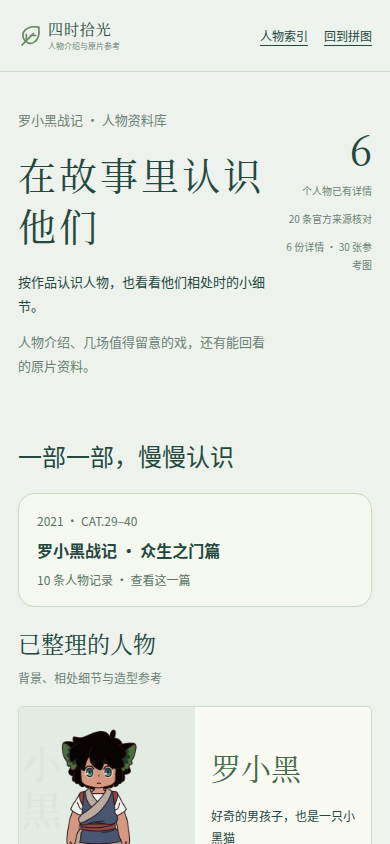 四时拾光
人物介绍与原片参考
人物索引
回到拼图
罗小黑战记 · 人物资料库
在故事里认识
他们
按作品认识人物，也看看他们相处时的小细
节。
人物介绍、几场值得留意的戏，还有能回看
的原片资料。
6
个人物已有详情
20 条官方来源核对
6 份详情 · 30 张参
考图
一部一部，慢慢认识
2021 · CAT.29–40
罗小黑战记 · 众生之门篇
10 条人物记录 · 查看这一篇
已整理的人物
背景、相处细节与造型参考
小
黑
罗小黑
好奇的男孩子，也是一只小
黑猫